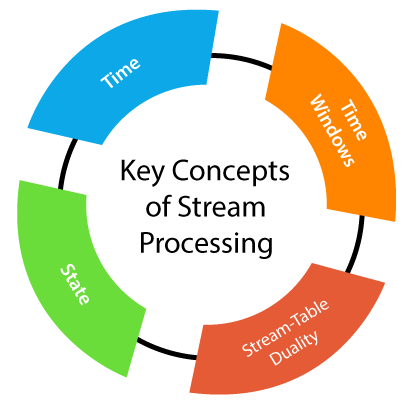 Key Concepts
of Stream
Processing
Time
Time
Windows
Stream-Table
Duality
State